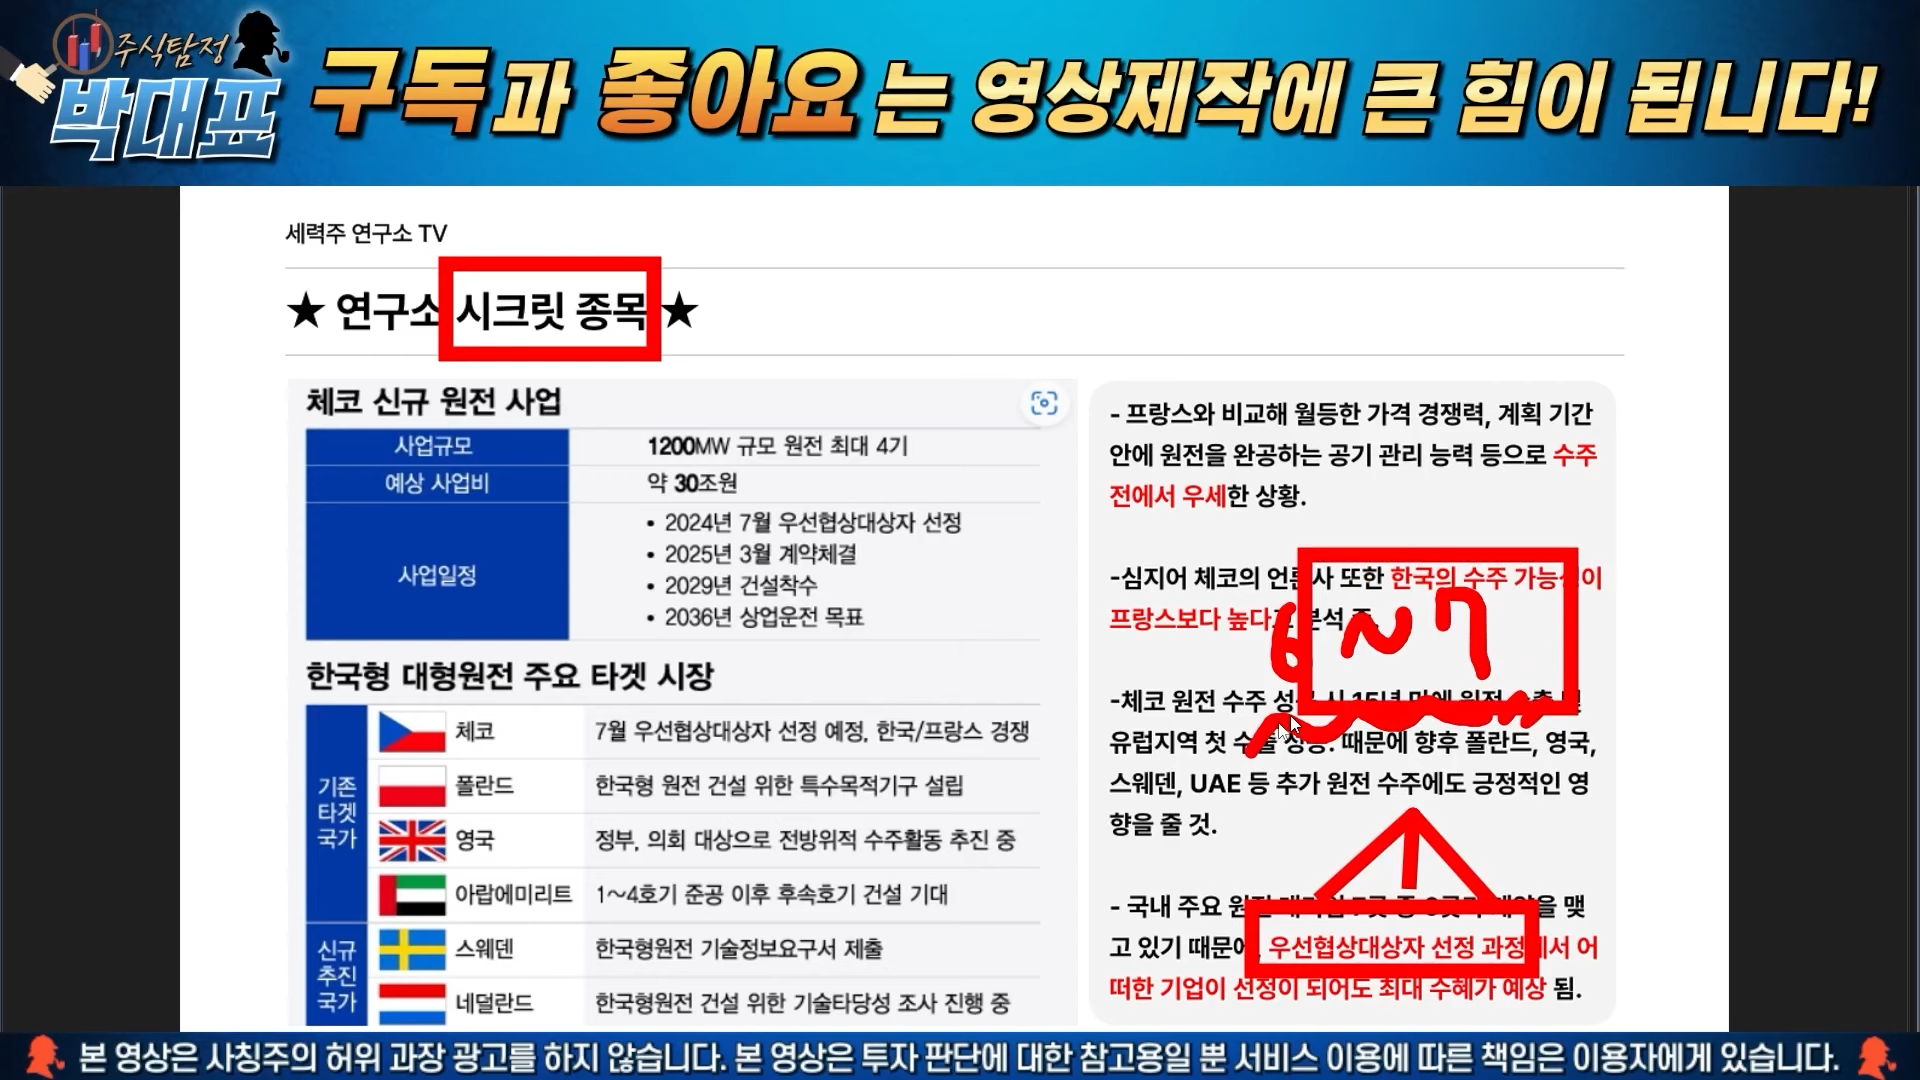 주식탐정
박대표
구독과 좋아요는 영상제작에 큰 힘이 됩니다!
세력주 연구소 TV
★ 연구소 시크릿 종목 ★
체코 신규 원전 사업
사업규모 1200MW 규모 원전 최대 4기
예상 사업비 약 30조원
사업일정
• 2024년 7월 우선협상대상자 선정
• 2025년 3월 계약체결
• 2029년 건설착수
• 2036년 상업운전 목표
한국형 대형원전 주요 타겟 시장
기존 타겟 국가
체코 7월 우선협상대상자 선정 예정, 한국/프랑스 경쟁
폴란드 한국형 원전 건설 위한 특수목적기구 설립
영국 정부, 의회 대상으로 전방위적 수주활동 추진 중
아랍에미리트 1~4호기 준공 이후 후속호기 건설 기대
신규 추진 국가
스웨덴 한국형원전 기술정보요구서 제출
네덜란드 한국형원전 건설 위한 기술타당성 조사 진행 중
- 프랑스와 비교해 월등한 가격 경쟁력, 계획 기간
안에 원전을 완공하는 공기 관리 능력 등으로 수주
전에서 우세한 상황.
-심지어 체코의 언론사 또한 한국의 수주 가능성이
프랑스보다 높다 분석
6~7
-체코 원전 수주
유럽지역 첫 때문에 향후 폴란드, 영국,
스웨덴, UAE 등 추가 원전 수주에도 긍정적인 영
향을 줄 것.
- 국내 주요 맺
고 있기 때문에 우선협상대상자 선정 과정에서 어
떠한 기업이 선정이 되어도 최대 수혜가 예상 됨.
본 영상은 사칭주의 허위 과장 광고를 하지 않습니다. 본 영상은 투자 판단에 대한 참고용일 뿐 서비스 이용에 따른 책임은 이용자에게 있습니다.